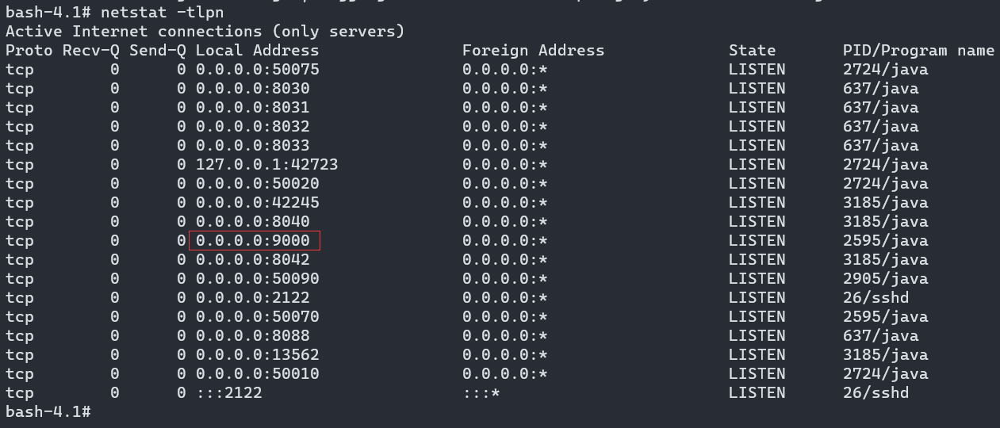 bash-4.1# netstat -tlpn
Active Internet connections (only servers)
Proto Recv-Q Send-Q Local Address               Foreign Address             State       PID/Program name
tcp        0      0 0.0.0.0:50075               0.0.0.0:*                   LISTEN      2724/java
tcp        0      0 0.0.0.0:8030                0.0.0.0:*                   LISTEN      637/java
tcp        0      0 0.0.0.0:8031                0.0.0.0:*                   LISTEN      637/java
tcp        0      0 0.0.0.0:8032                0.0.0.0:*                   LISTEN      637/java
tcp        0      0 0.0.0.0:8033                0.0.0.0:*                   LISTEN      637/java
tcp        0      0 127.0.0.1:42723             0.0.0.0:*                   LISTEN      2724/java
tcp        0      0 0.0.0.0:50020               0.0.0.0:*                   LISTEN      2724/java
tcp        0      0 0.0.0.0:42245               0.0.0.0:*                   LISTEN      3185/java
tcp        0      0 0.0.0.0:8040                0.0.0.0:*                   LISTEN      3185/java
tcp        0      0 0.0.0.0:9000                0.0.0.0:*                   LISTEN      2595/java
tcp        0      0 0.0.0.0:8042                0.0.0.0:*                   LISTEN      3185/java
tcp        0      0 0.0.0.0:50090               0.0.0.0:*                   LISTEN      2905/java
tcp        0      0 0.0.0.0:2122                0.0.0.0:*                   LISTEN      26/sshd
tcp        0      0 0.0.0.0:50070               0.0.0.0:*                   LISTEN      2595/java
tcp        0      0 0.0.0.0:8088                0.0.0.0:*                   LISTEN      637/java
tcp        0      0 0.0.0.0:13562               0.0.0.0:*                   LISTEN      3185/java
tcp        0      0 0.0.0.0:50010               0.0.0.0:*                   LISTEN      2724/java
tcp        0      0 :::2122                     :::*                        LISTEN      26/sshd
bash-4.1#